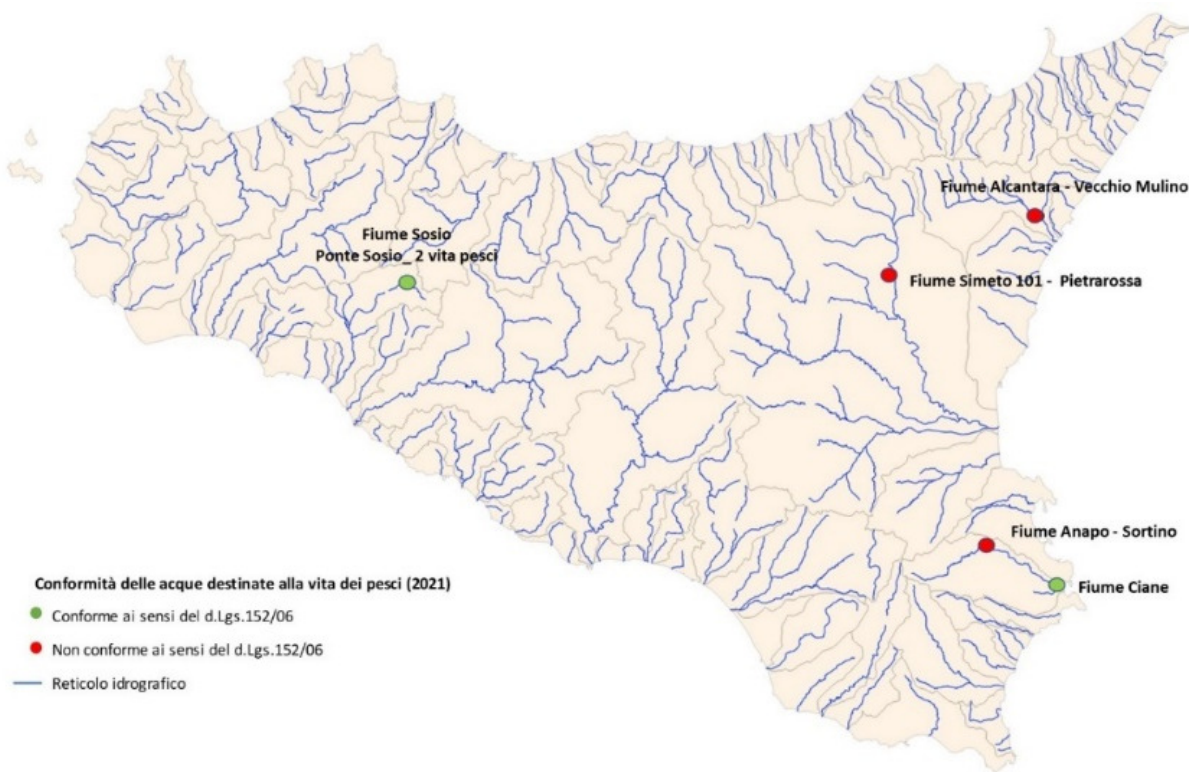 Fiume Alcantara - Vecchio Mulino
Fiume Sosio
Ponte Sosio_ 2 vita pesci
Fiume Simeto 101 - Pietrarossa
Fiume Anapo - Sortino
Fiume Ciane
Conformità delle acque destinate alla vita dei pesci (2021)
Conforme ai sensi del d.Lgs.152/06
Non conforme ai sensi del d.Lgs.152/06
Reticolo idrografico